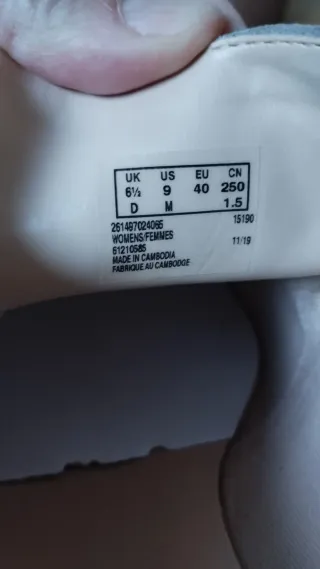 UK US EU CN
6½ 9 40 250
D M 1.5
261497024065 15190
WOMENS/FEMMES
61210585 11/19
MADE IN CAMBODIA
FABRIQUE AU CAMBODGE